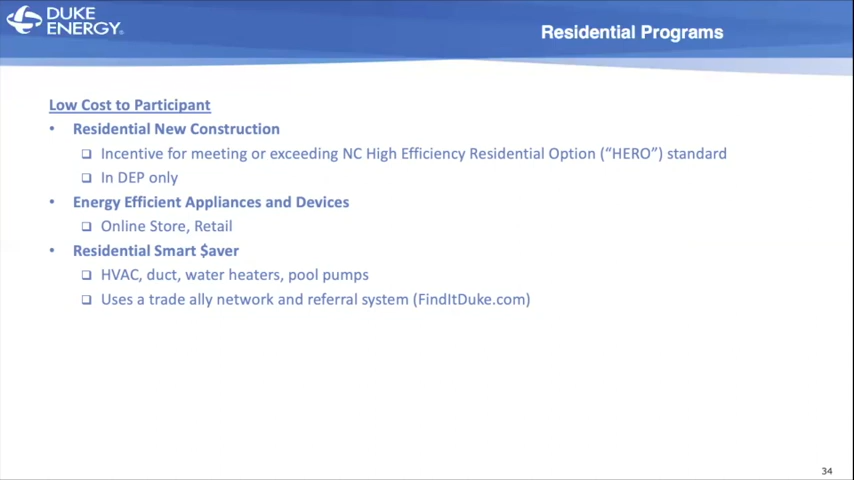 DUKE
ENERGY®
Residential Programs
Low Cost to Participant
• Residential New Construction
❑ Incentive for meeting or exceeding NC High Efficiency Residential Option (“HERO”) standard
❑ In DEP only
• Energy Efficient Appliances and Devices
❑ Online Store, Retail
• Residential Smart $aver
❑ HVAC, duct, water heaters, pool pumps
❑ Uses a trade ally network and referral system (FindItDuke.com)
34